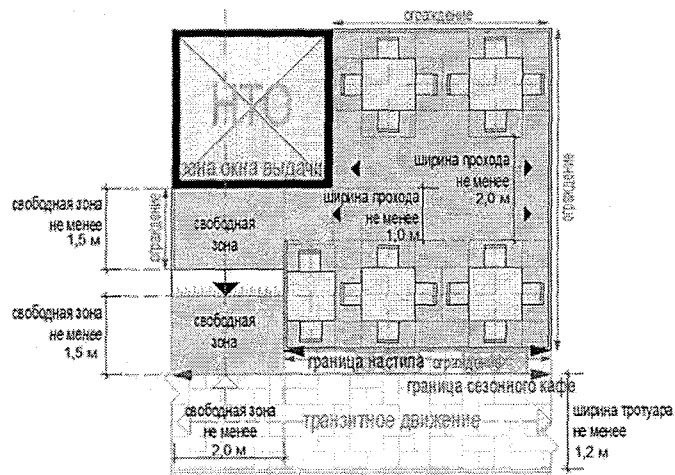 ограждение
НТО
зона окна выдачи
ширина прохода
не менее
2,0 м
ограждение
свободная зона
не менее
1,5 м
ограждение
свободная
зона
ширина прохода
не менее
1,0 м
свободная зона
не менее
1,5 м
свободная
зона
граница настила
ограждение
граница сезонного кафе
свободная зона
не менее
2,0 м
транзитное движение
ширина тротуара
не менее
1,2 м